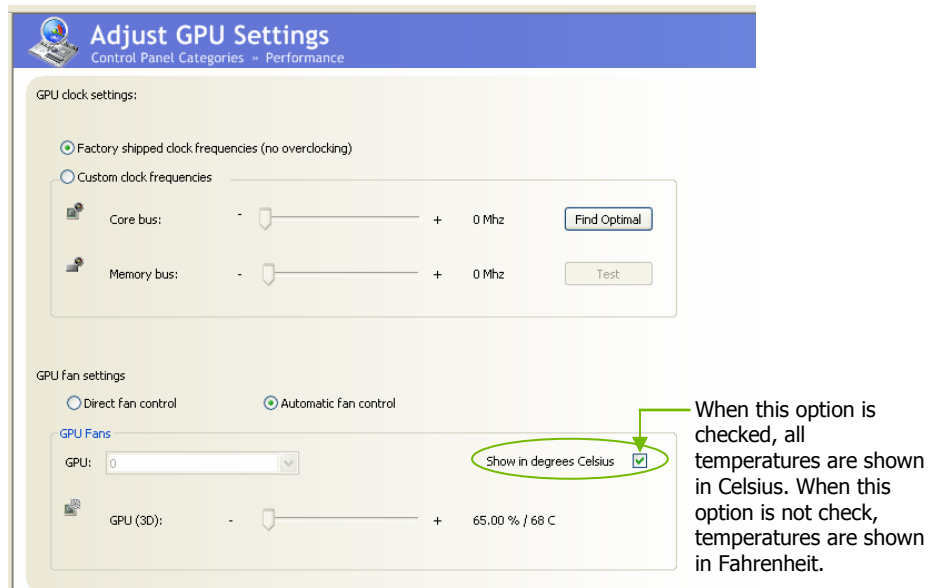 Adjust GPU Settings
Control Panel Categories » Performance
GPU clock settings:
Factory shipped clock frequencies (no overclocking)
Custom clock frequencies
Core bus: - + 0 Mhz Find Optimal
Memory bus: - + 0 Mhz Test
GPU fan settings
Direct fan control Automatic fan control
GPU Fans
GPU: 0 Show in degrees Celsius
GPU (3D): - + 65.00 % / 68 C
When this option is
checked, all
temperatures are shown
in Celsius. When this
option is not check,
temperatures are shown
in Fahrenheit.